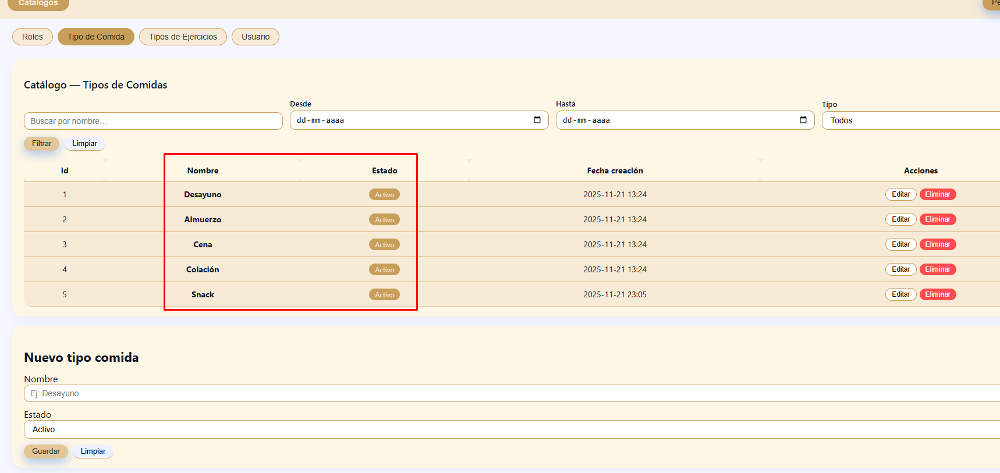 Catálogos
Roles Tipo de Comida Tipos de Ejercicios Usuario
Catálogo — Tipos de Comidas
Desde Hasta Tipo
Buscar por nombre... dd-mm-aaaa dd-mm-aaaa Todos
Filtrar Limpiar
Id Nombre Estado Fecha creación Acciones
1 Desayuno Activo 2025-11-21 13:24 Editar Eliminar
2 Almuerzo Activo 2025-11-21 13:24 Editar Eliminar
3 Cena Activo 2025-11-21 13:24 Editar Eliminar
4 Colación Activo 2025-11-21 13:24 Editar Eliminar
5 Snack Activo 2025-11-21 23:05 Editar Eliminar
Nuevo tipo comida
Nombre
Ej: Desayuno
Estado
Activo
Guardar Limpiar